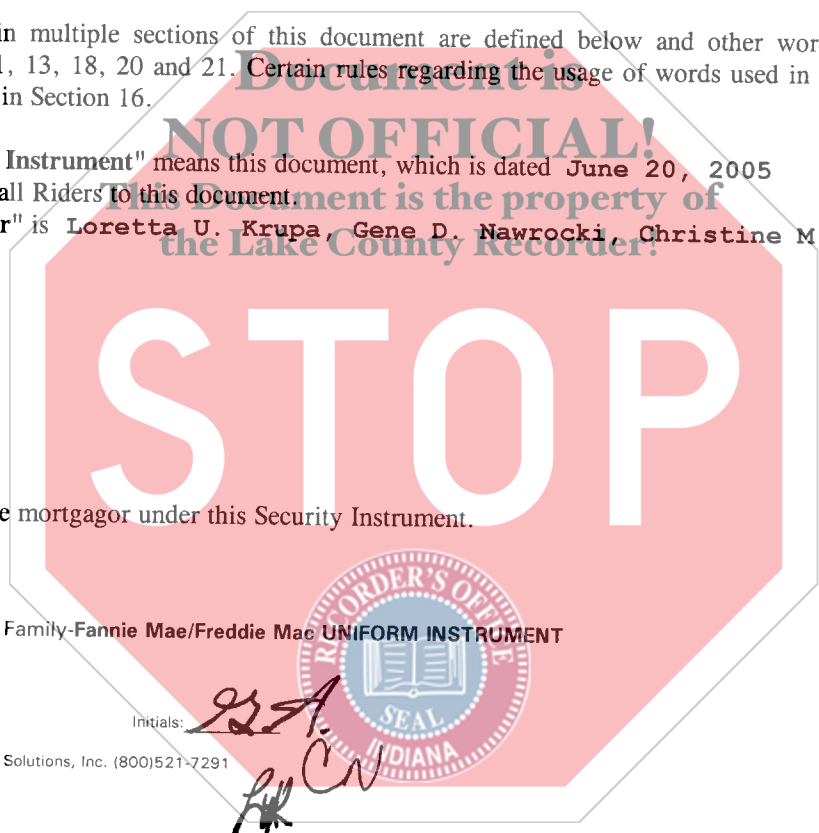 in multiple sections of this document are defined below and other wor
1, 13, 18, 20 and 21. Certain rules regarding the usage of words used in
in Section 16.
Document is
NOT OFFICIAL!
This Document is the property of
the Lake County Recorder!
Instrument" means this document, which is dated June 20, 2005
all Riders to this document.
r" is Loretta U. Krupa, Gene D. Nawrocki, Christine M
STOP
e mortgagor under this Security Instrument.
Family-Fannie Mae/Freddie Mac UNIFORM INSTRUMENT
RECORDER'S OFFICE
SEAL
INDIANA
Initials:
Solutions, Inc. (800)521-7291
CN